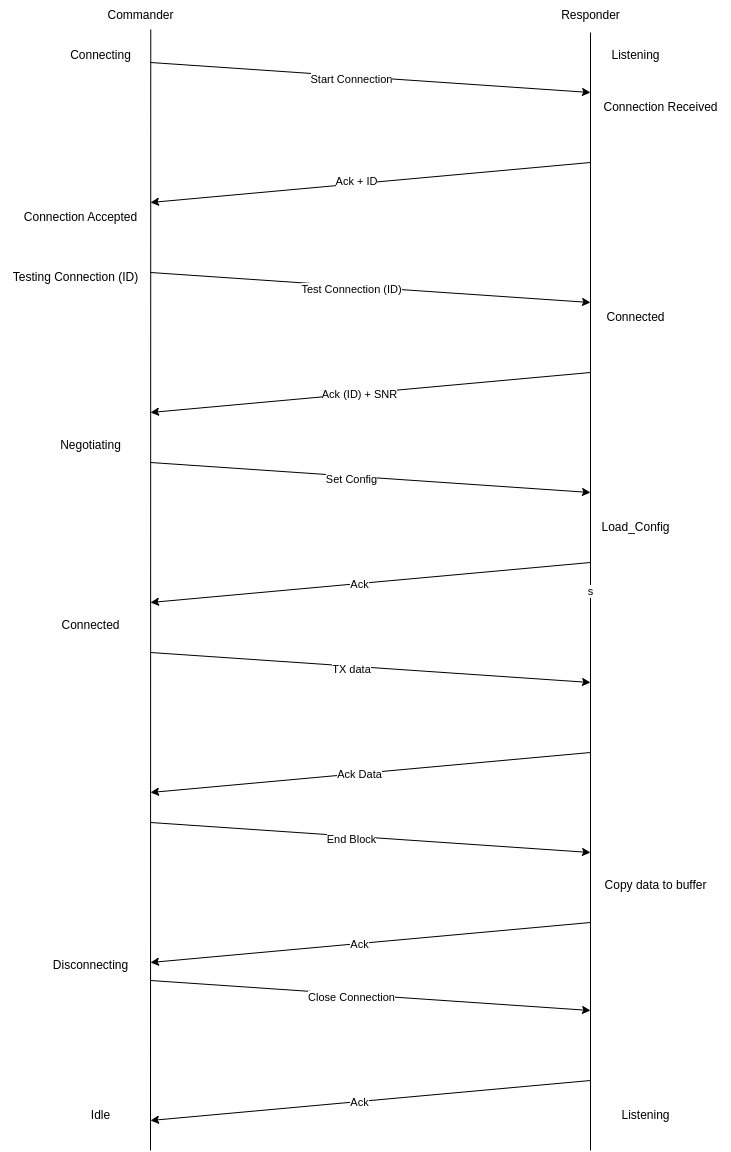 Commander
Responder
Connecting
Listening
Start Connection
Connection Received
Ack + ID
Connection Accepted
Testing Connection (ID)
Test Connection (ID)
Connected
Ack (ID) + SNR
Negotiating
Set Config
Load_Config
Ack
s
Connected
TX data
Ack Data
End Block
Copy data to buffer
Ack
Disconnecting
Close Connection
Ack
Idle
Listening